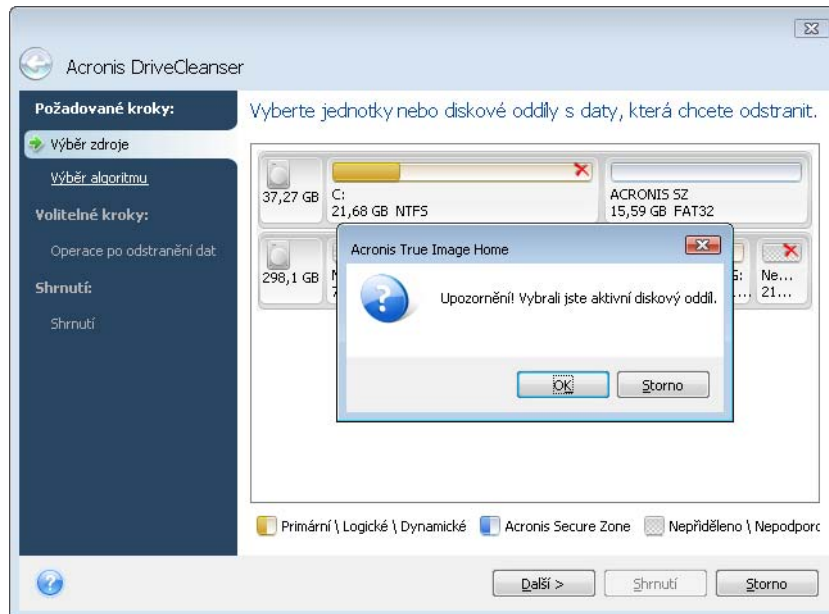 Acronis DriveCleanser
Požadované kroky:
Výběr zdroje
Výběr algoritmu
Volitelné kroky:
Operace po odstranění dat
Shrnutí:
Shrnutí
Vyberte jednotky nebo diskové oddíly s daty, která chcete odstranit.
37,27 GB
C:
21,68 GB NTFS
ACRONIS SZ
15,59 GB FAT32
298,1 GB
G:
Ne...
21...
Acronis True Image Home
Upozornění! Vybrali jste aktivní diskový oddíl.
OK
Storno
Primární \ Logické \ Dynamické
Acronis Secure Zone
Nepřiděleno \ Nepodporc
Další >
Shrnutí
Storno